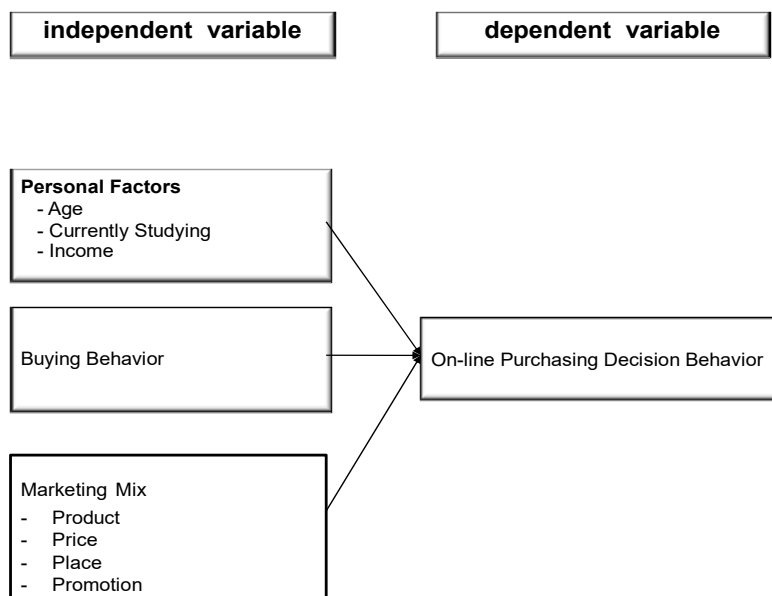 independent variable
dependent variable
Personal Factors
- Age
- Currently Studying
- Income
Buying Behavior
On-line Purchasing Decision Behavior
Marketing Mix
- Product
- Price
- Place
- Promotion